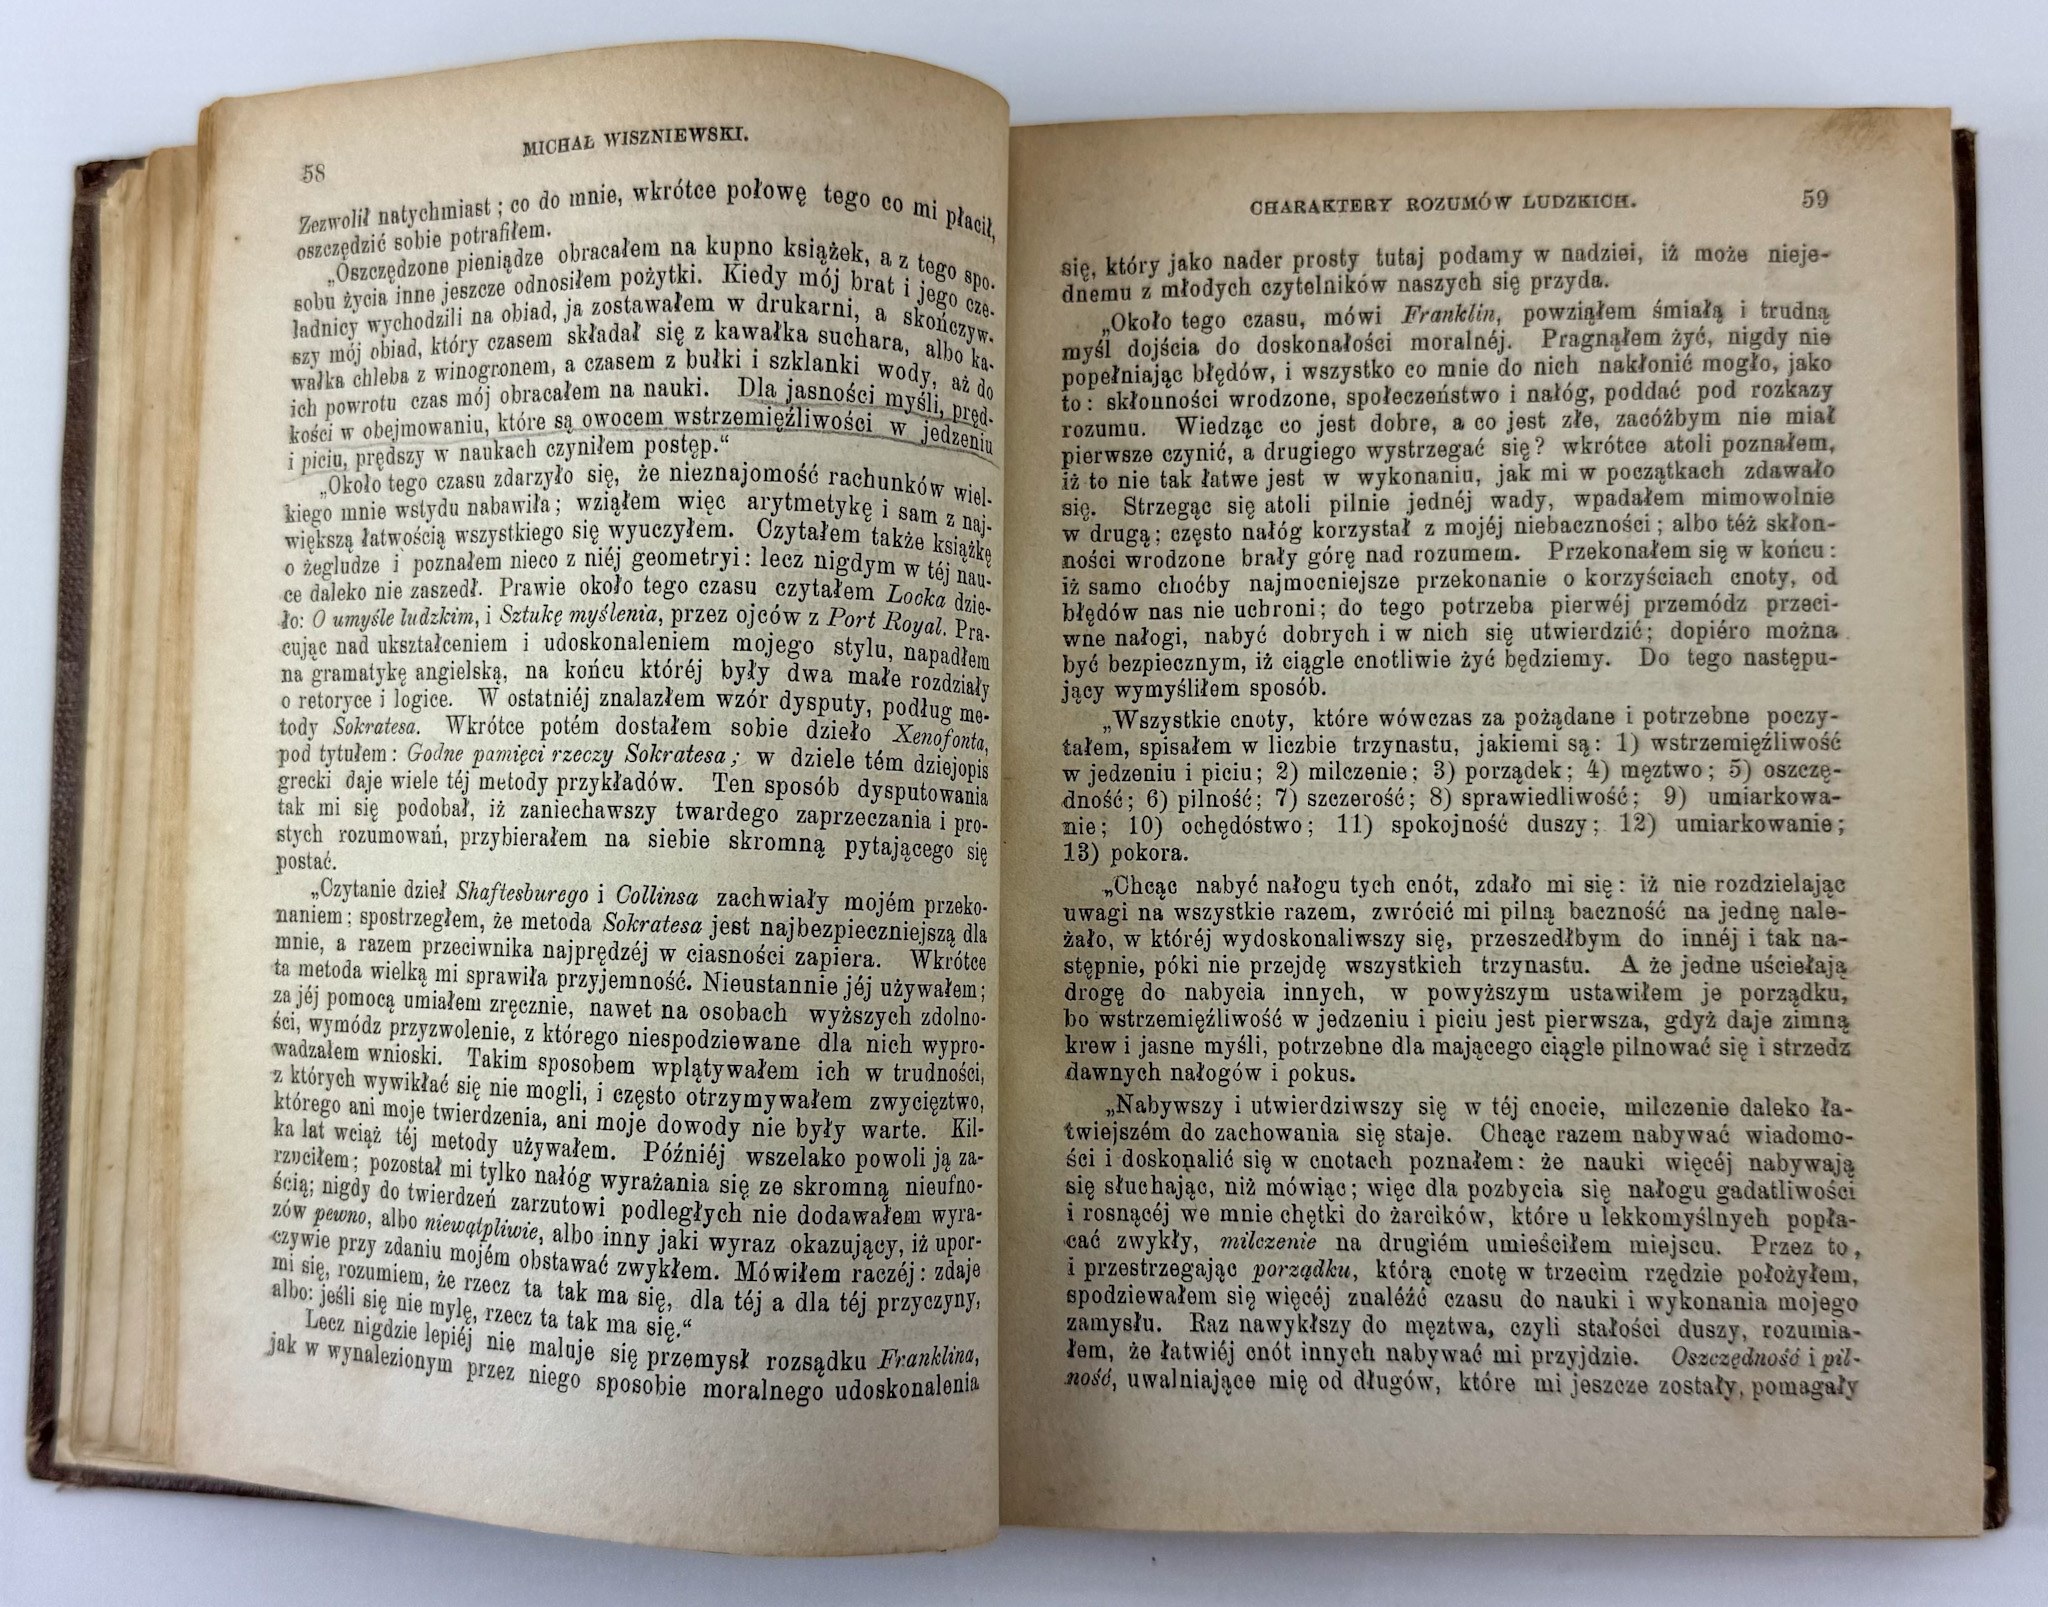 58
MICHAŁ WISZNIEWSKI.
Zezwolił natychmiast; co do mnie, wkrótce połowę tego co mi płacił,
oszczędzić sobie potrafiłem.
„Oszczędzone pieniądze obracałem na kupno książek, a z tego spo-
sobu życia inne jeszcze odnosiłem pożytki. Kiedy mój brat i jego cze-
ladnicy wychodzili na obiad, ja zostawałem w drukarni, a skończyw-
szy mój obiad, który czasem składał się z kawałka suchara, albo ka-
wałka chleba z winogronem, a czasem z bułki i szklanki wody, aż do
ich powrotu czas mój obracałem na nauki. Dla jasności myśli, pręd-
kości w obejmowaniu, które są owocem wstrzemięźliwości w jedzeniu
i piciu, prędszy w naukach czyniłem postęp.“
„Około tego czasu zdarzyło się, że nieznajomość rachunków wiel-
kiego mnie wstydu nabawiła; wziąłem więc arytmetykę i sam z naj-
większą łatwością wszystkiego się wyuczyłem. Czytałem także książkę
o żegludze i poznałem nieco z niéj geometryi: lecz nigdym w téj nau-
ce daleko nie zaszedł. Prawie około tego czasu czytałem Locka dzie-
ło: O umyśle ludzkim, i Sztukę myślenia, przez ojców z Port Royal. Pra-
cując nad ukształceniem i udoskonaleniem mojego stylu, napadłem
na gramatykę angielską, na końcu któréj były dwa małe rozdziały
o retoryce i logice. W ostatniéj znalazłem wzór dysputy, podług me-
tody Sokratesa. Wkrótce potém dostałem sobie dzieło Xenofonta,
pod tytułem: Godne pamięci rzeczy Sokratesa; w dziele tém dziejopis
grecki daje wiele téj metody przykładów. Ten sposób dysputowania
tak mi się podobał, iż zaniechawszy twardego zaprzeczania i pro-
stych rozumowań, przybierałem na siebie skromną pytającego się
postać.
„Czytanie dzieł Shaftesburego i Collinsa zachwiały mojém przeko-
naniem; spostrzegłem, że metoda Sokratesa jest najbezpieczniejszą dla
mnie, a razem przeciwnika najprędzéj w ciasności zapiera. Wkrótce
ta metoda wielką mi sprawiła przyjemność. Nieustannie jéj używałem;
za jéj pomocą umiałem zręcznie, nawet na osobach wyższych zdolno-
ści, wymódz przyzwolenie, z którego niespodziewane dla nich wypro-
wadzałem wnioski. Takim sposobem wplątywałem ich w trudności,
z których wywikłać się nie mogli, i często otrzymywałem zwycięztwo,
którego ani moje twierdzenia, ani moje dowody nie były warte. Kil-
ka lat wciąż téj metody używałem. Późniéj wszelako powoli ją za-
rzuciłem; pozostał mi tylko nałóg wyrażania się ze skromną nieufno-
ścią; nigdy do twierdzeń zarzutowi podległych nie dodawałem wyra-
zów pewno, albo niewątpliwie, albo inny jaki wyraz okazujący, iż upor-
czywie przy zdaniu mojém obstawać zwykłem. Mówiłem raczéj: zdaje
mi się, rozumiem, że rzecz ta tak ma się, dla téj a dla téj przyczyny,
albo: jeśli się nie mylę, rzecz ta tak ma się.“
Lecz nigdzie lepiéj nie maluje się przemysł rozsądku Franklina,
jak w wynalezionym przez niego sposobie moralnego udoskonalenia
CHARAKTERY ROZUMÓW LUDZKICH.
59
się, który jako nader prosty tutaj podamy w nadziei, iż może nieje-
dnemu z młodych czytelników naszych się przyda.
„Około tego czasu, mówi Franklin, powziąłem śmiałą i trudną
myśl dojścia do doskonałości moralnéj. Pragnąłem żyć, nigdy nie
popełniając błędów, i wszystko co mnie do nich nakłonić mogło, jako
to: skłonności wrodzone, społeczeństwo i nałóg, poddać pod rozkazy
rozumu. Wiedząc co jest dobre, a co jest złe, zacóżbym nie miał
pierwsze czynić, a drugiego wystrzegać się? wkrótce atoli poznałem,
iż to nie tak łatwe jest w wykonaniu, jak mi w początkach zdawało
się. Strzegąc się atoli pilnie jednéj wady, wpadałem mimowolnie
w drugą; często nałóg korzystał z mojéj niebaczności; albo téż skłon-
ności wrodzone brały górę nad rozumem. Przekonałem się w końcu:
iż samo choćby najmocniejsze przekonanie o korzyściach cnoty, od
błędów nas nie uchroni; do tego potrzeba pierwéj przemódz przeci-
wne nałogi, nabyć dobrych i w nich się utwierdzić; dopiéro można
być bezpiecznym, iż ciągle cnotliwie żyć będziemy. Do tego następu-
jący wymyśliłem sposób.
„Wszystkie cnoty, które wówczas za pożądane i potrzebne poczy-
tałem, spisałem w liczbie trzynastu, jakiemi są: 1) wstrzemięźliwość
w jedzeniu i piciu; 2) milczenie; 3) porządek; 4) męztwo; 5) oszczę-
dność; 6) pilność; 7) szczerość; 8) sprawiedliwość; 9) umiarkowa-
nie; 10) ochędóstwo; 11) spokojność duszy; 12) umiarkowanie;
13) pokora.
„Chcąc nabyć nałogu tych cnót, zdało mi się: iż nie rozdzielając
uwagi na wszystkie razem, zwrócić mi pilną baczność na jednę nale-
żało, w któréj wydoskonaliwszy się, przeszedłbym do innéj i tak na-
stępnie, póki nie przejdę wszystkich trzynastu. A że jedne uściełają
drogę do nabycia innych, w powyższym ustawiłem je porządku,
bo wstrzemięźliwość w jedzeniu i piciu jest pierwsza, gdyż daje zimną
krew i jasne myśli, potrzebne dla mającego ciągle pilnować się i strzedz
dawnych nałogów i pokus.
„Nabywszy i utwierdziwszy się w téj cnocie, milczenie daleko ła-
twiejszém do zachowania się staje. Chcąc razem nabywać wiadomo-
ści i doskonalić się w cnotach poznałem: że nauki więcéj nabywają
się słuchając, niż mówiąc; więc dla pozbycia się nałogu gadatliwości
i rosnącéj we mnie chętki do żarcików, które u lekkomyślnych popła-
cać zwykły, milczenie na drugiém umieściłem miejscu. Przez to,
i przestrzegając porządku, którą cnotę w trzecim rzędzie położyłem,
spodziewałem się więcéj znaléźć czasu do nauki i wykonania mojego
zamysłu. Raz nawykłszy do męztwa, czyli stałości duszy, rozumia-
łem, że łatwiéj cnót innych nabywać mi przyjdzie. Oszczędność i pil-
ność, uwalniające mię od długów, które mi jeszcze zostały, pomagały